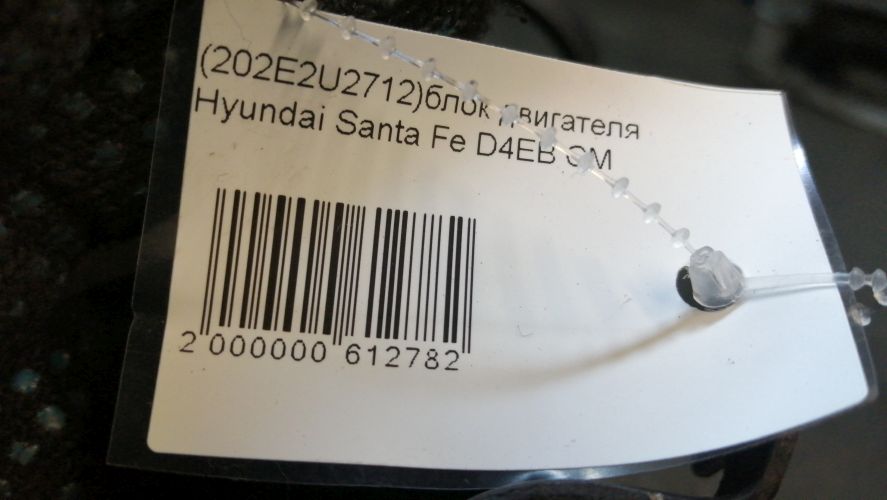 (202E2U2712)блок двигателя
Hyundai Santa Fe D4EB CM
2 000000 612782